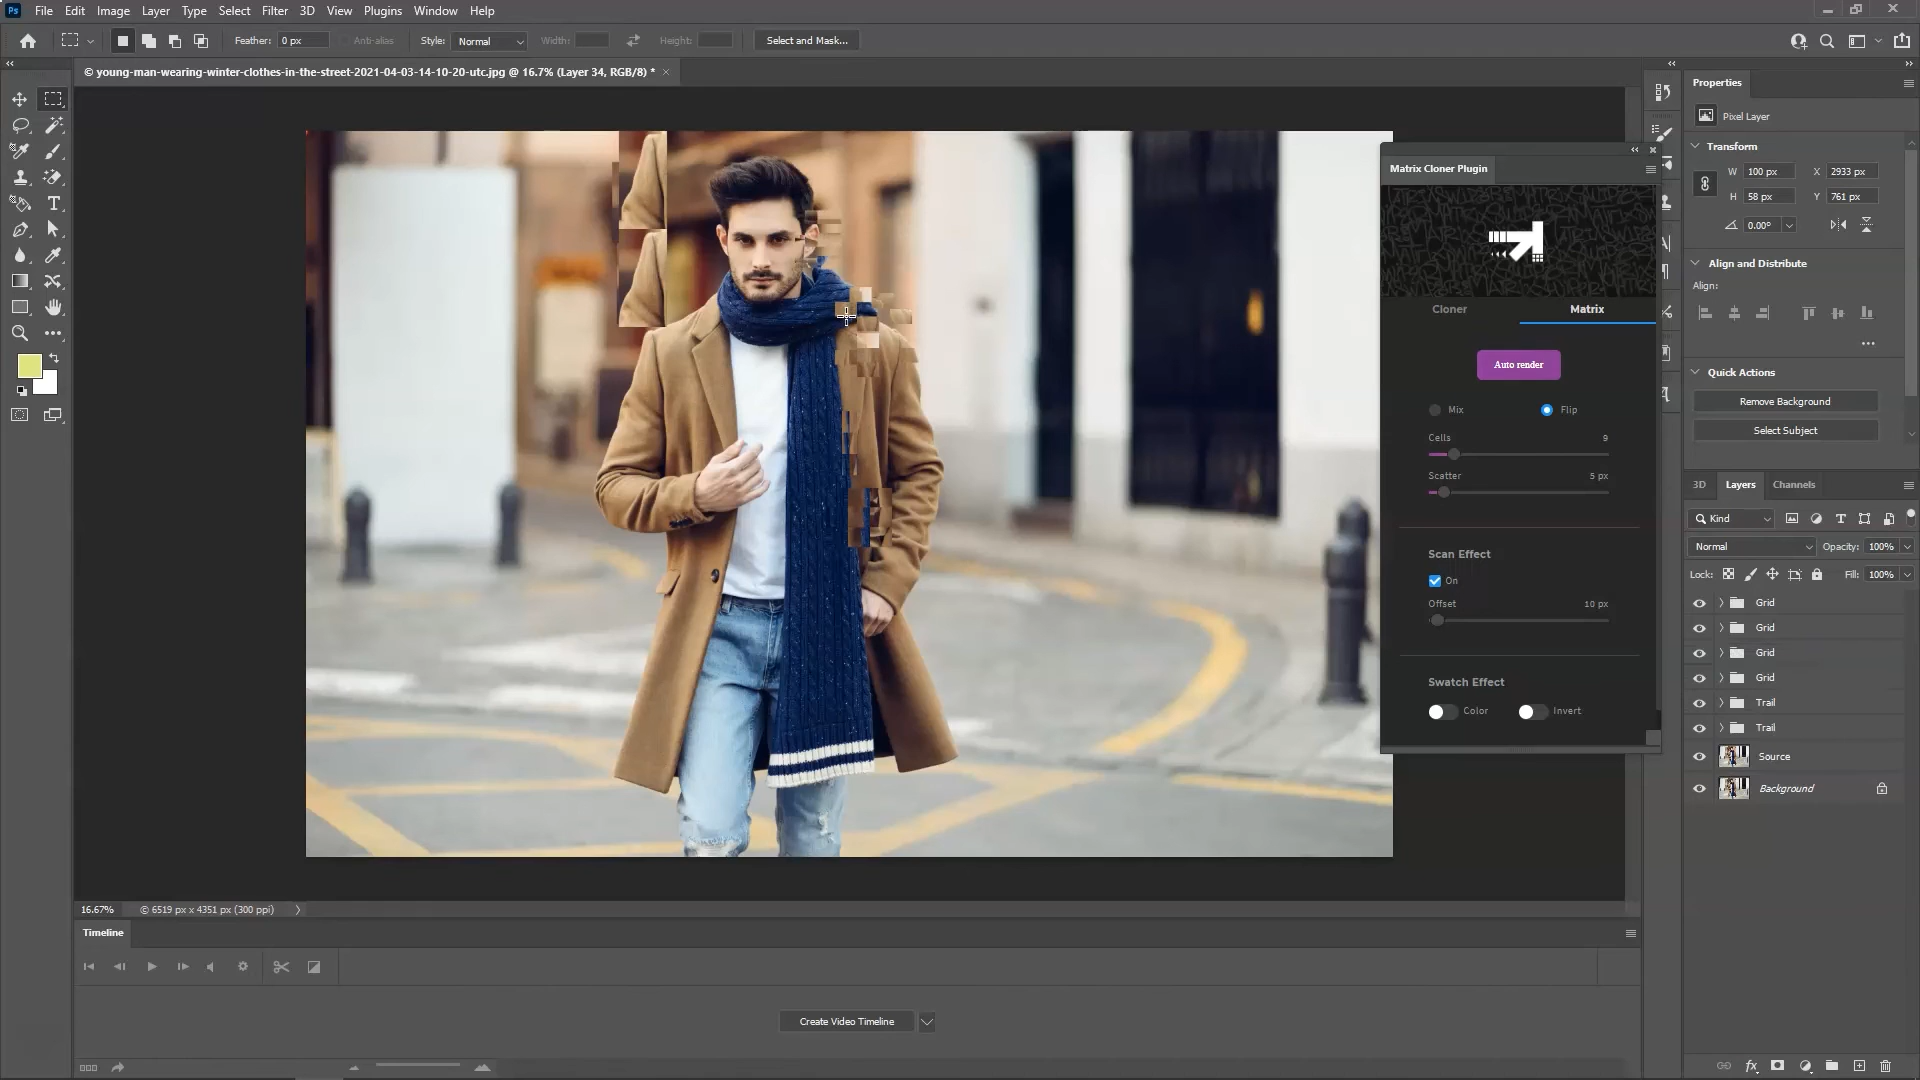 Ps File Edit Image Layer Type Select Filter 3D View Plugins Window Help
Feather: 0 px Anti-alias Style: Normal Width: Height: Select and Mask...
© young-man-wearing-winter-clothes-in-the-street-2021-04-03-14-10-20-utc.jpg @ 16.7% (Layer 34, RGB/8) *
Properties
Pixel Layer
Transform
W 100 px X 2933 px
H 58 px Y 761 px
0.00°
Align and Distribute
Align:
Quick Actions
Remove Background
Select Subject
Matrix Cloner Plugin
Cloner Matrix
Auto render
Mix Flip
Cells 9
Scatter 5 px
Scan Effect
On
Offset 10 px
Swatch Effect
Color Invert
3D Layers Channels
Kind
Normal Opacity: 100%
Lock: Fill: 100%
Grid
Grid
Grid
Grid
Trail
Trail
Source
Background
16.67% © 6519 px x 4351 px (300 ppi)
Timeline
Create Video Timeline
fx